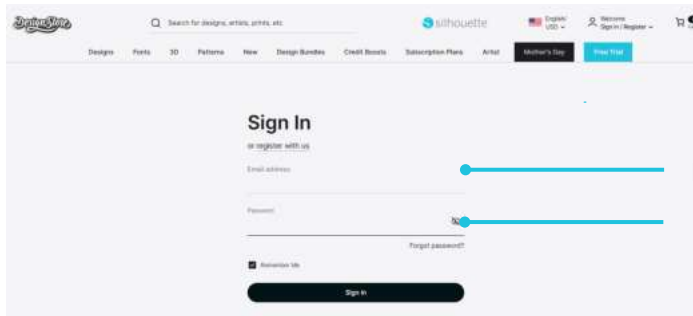 Design Store
Search for designs, artists, prints, etc.
silhouette
English/
USD
Welcome
Sign in / Register
Designs
Fonts
3D
Patterns
New
Design Bundles
Credit Boosts
Subscription Plans
Artist
Mother's Day
Free Trial
Sign In
or register with us
Email address
Password
Forgot password?
Remember Me
Sign in